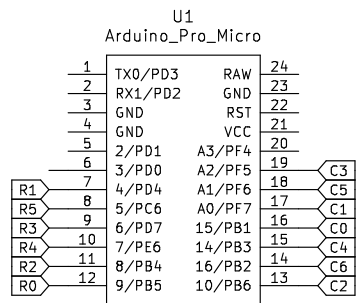 U1
Arduino_Pro_Micro
1 TX0/PD3 RAW 24
2 RX1/PD2 GND 23
3 GND RST 22
4 GND VCC 21
5 2/PD1 A3/PF4 20
6 3/PD0 A2/PF5 19 C3
R1 7 4/PD4 A1/PF6 18 C5
R5 8 5/PC6 A0/PF7 17 C1
R3 9 6/PD7 15/PB1 16 C0
R4 10 7/PE6 14/PB3 15 C4
R2 11 8/PB4 16/PB2 14 C6
R0 12 9/PB5 10/PB6 13 C2